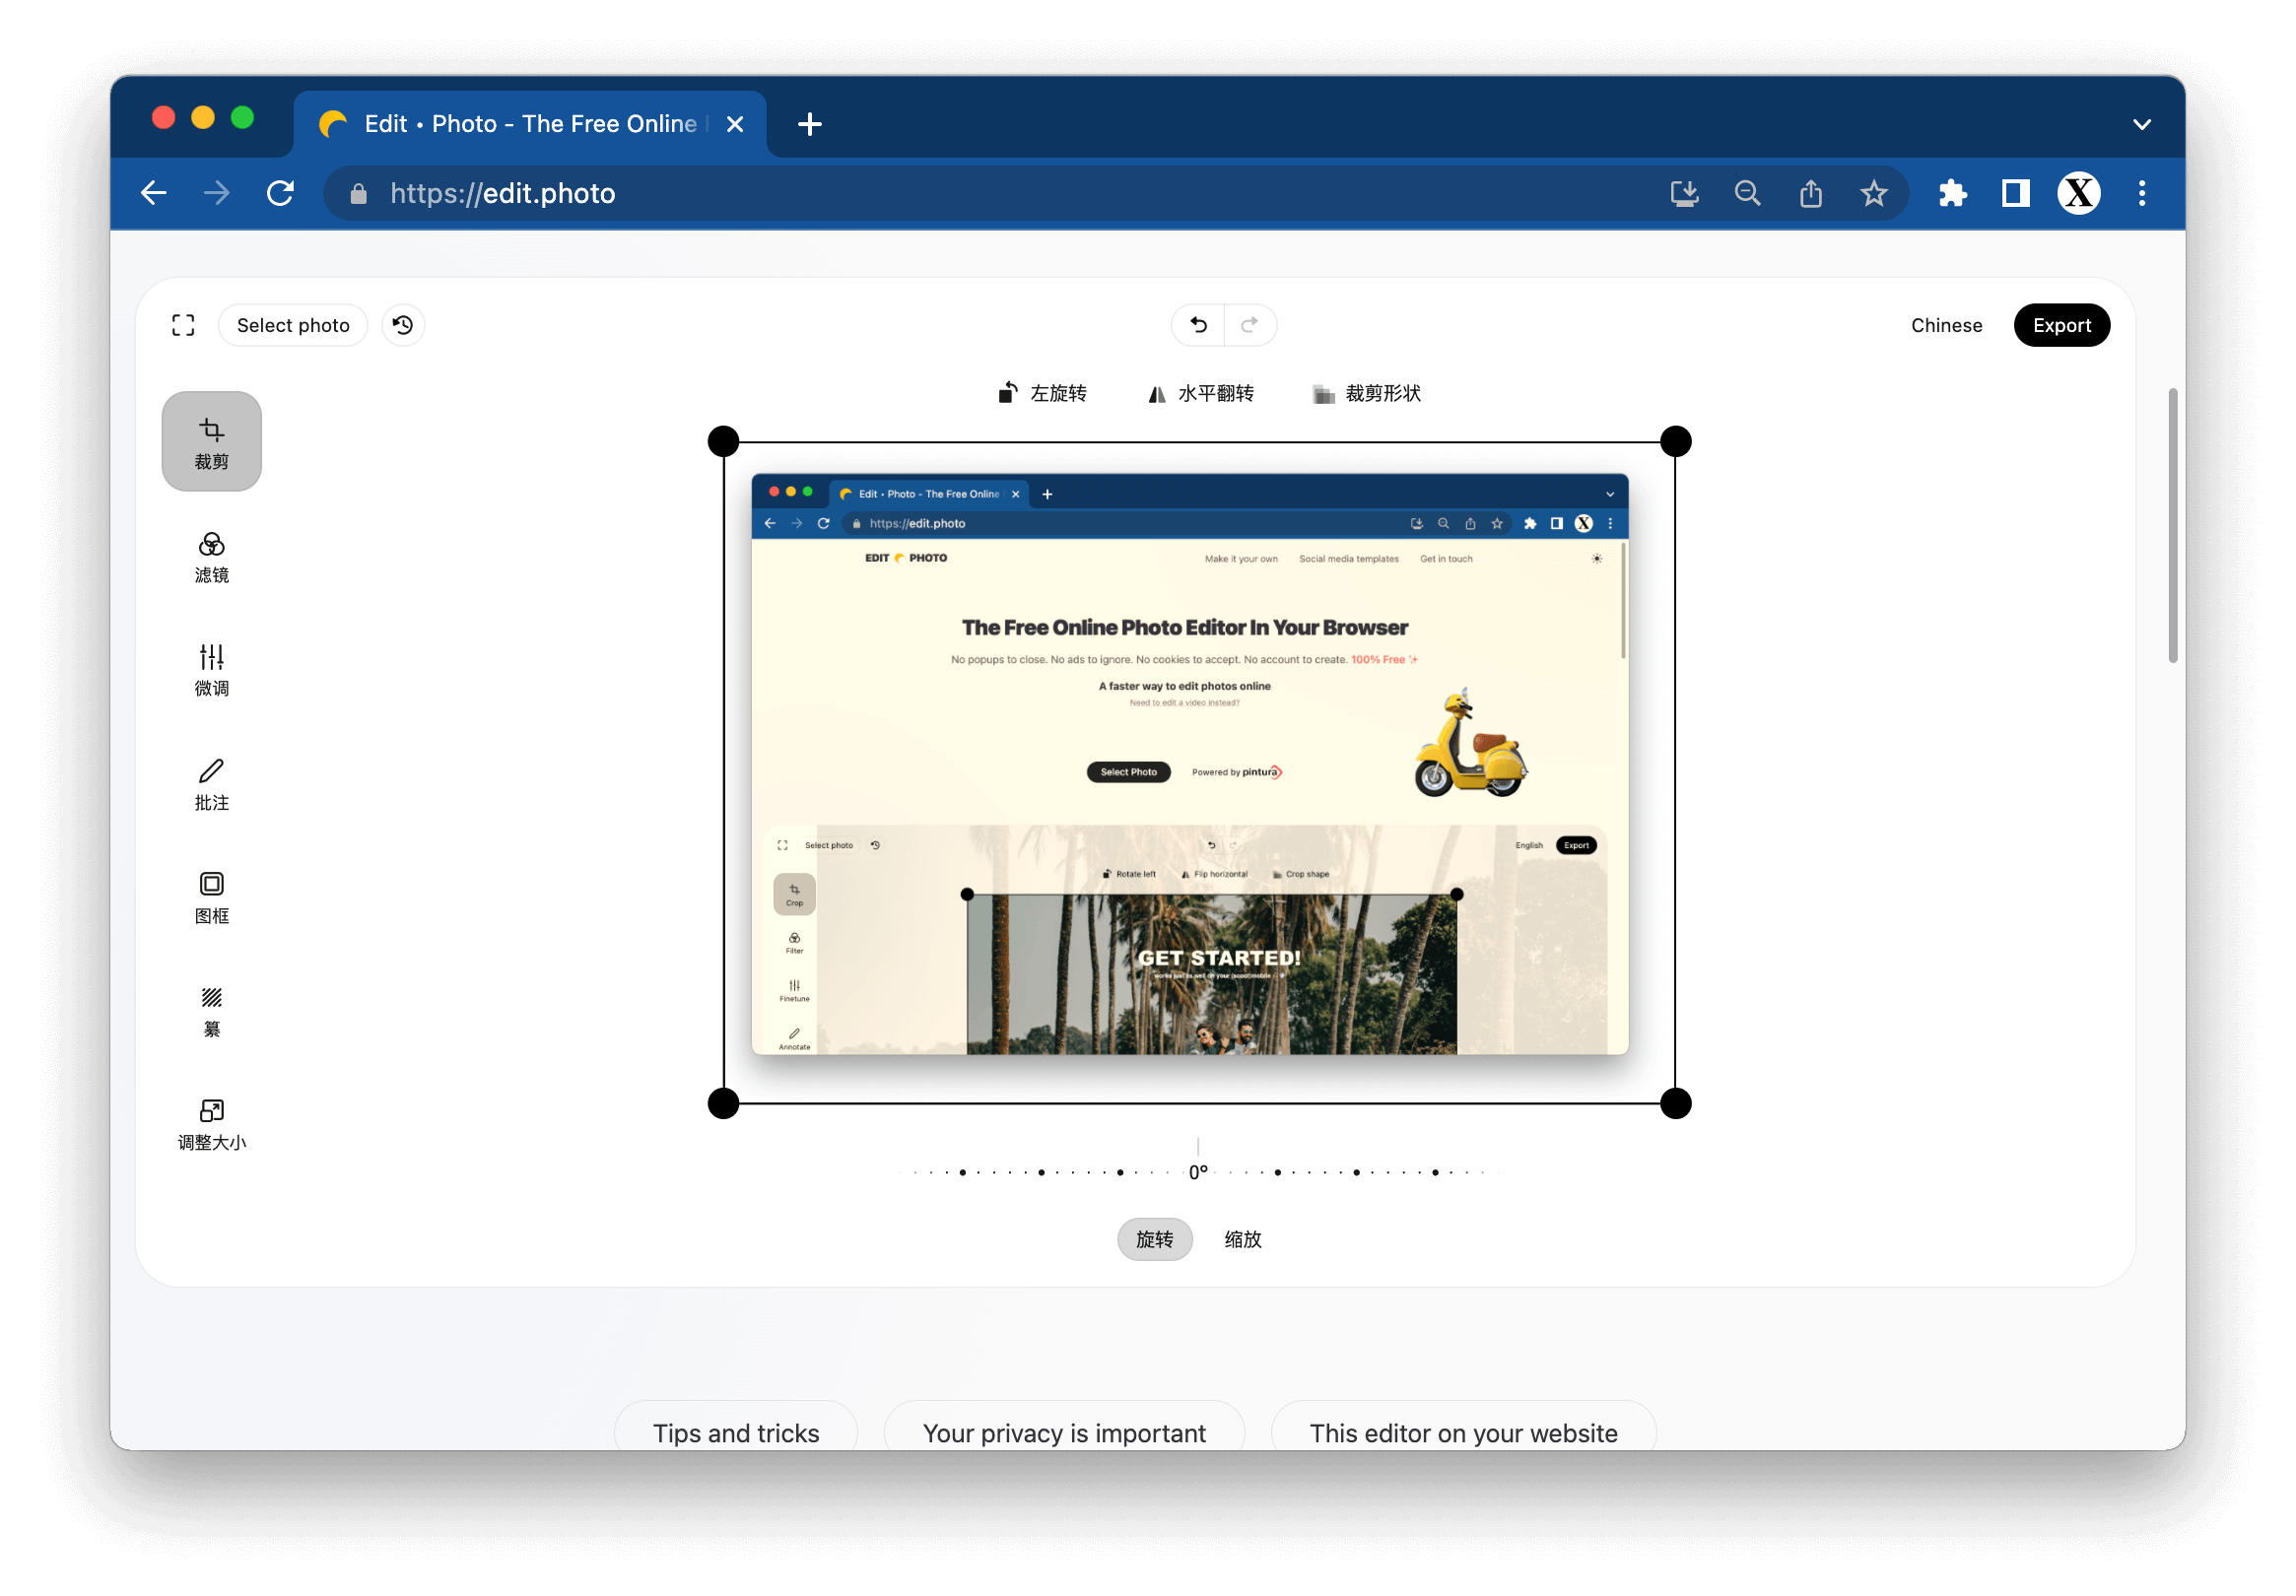 Edit • Photo - The Free Online
https://edit.photo
X
Select photo
Chinese
Export
左旋转
水平翻转
裁剪形状
裁剪
滤镜
微调
批注
图框
纂
调整大小
Edit • Photo - The Free Online
https://edit.photo
X
EDIT PHOTO
Make it your own
Social media templates
Get in touch
The Free Online Photo Editor In Your Browser
No popups to close. No ads to ignore. No cookies to accept. No account to create. 100% Free
A faster way to edit photos online
Need to edit a video instead?
Select Photo
Powered by pintura
Select photo
English
Export
Rotate left
Flip horizontal
Crop shape
Crop
Filter
Finetune
Annotate
GET STARTED!
works just as well on your
0°
旋转
缩放
Tips and tricks
Your privacy is important
This editor on your website